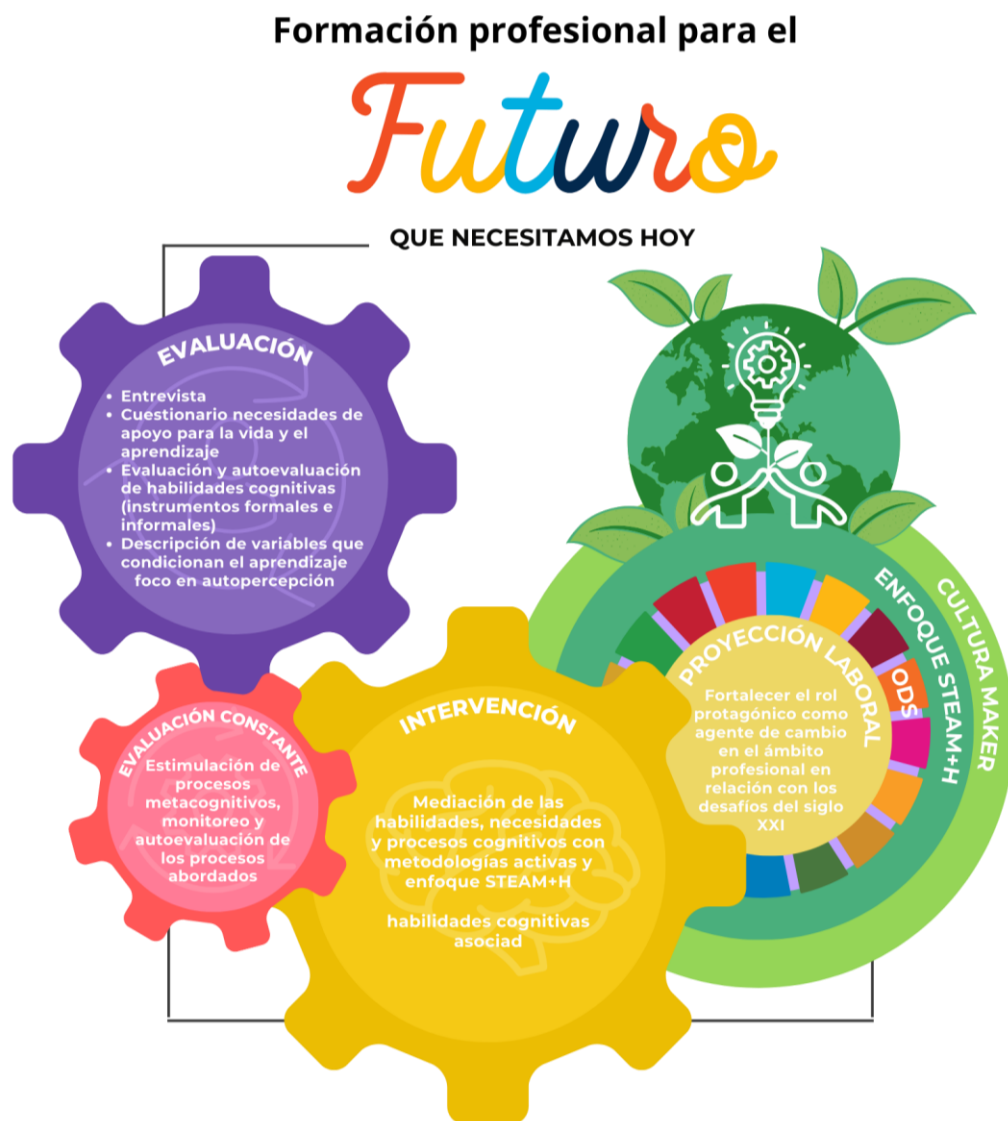 Formación profesional para el
Futuro
QUE NECESITAMOS HOY
EVALUACIÓN
• Entrevista
• Cuestionario necesidades de
apoyo para la vida y el
aprendizaje
• Evaluación y autoevaluación
de habilidades cognitivas
(instrumentos formales e
informales)
• Descripción de variables que
condicionan el aprendizaje
foco en autopercepción
EVALUACIÓN CONSTANTE
Estimulación de
procesos
metacognitivos,
monitoreo y
autoevaluación de
los procesos
abordados
INTERVENCIÓN
Mediación de las
habilidades, necesidades
y procesos cognitivos con
metodologías activas y
enfoque STEAM+H
habilidades cognitivas
asociad
PROYECCIÓN LABORAL
Fortalecer el rol
protagónico como
agente de cambio
en el ámbito
profesional en
relación con los
desafíos del siglo
XXI
ODS
ENFOQUE STEAM+H
CULTURA MAKER